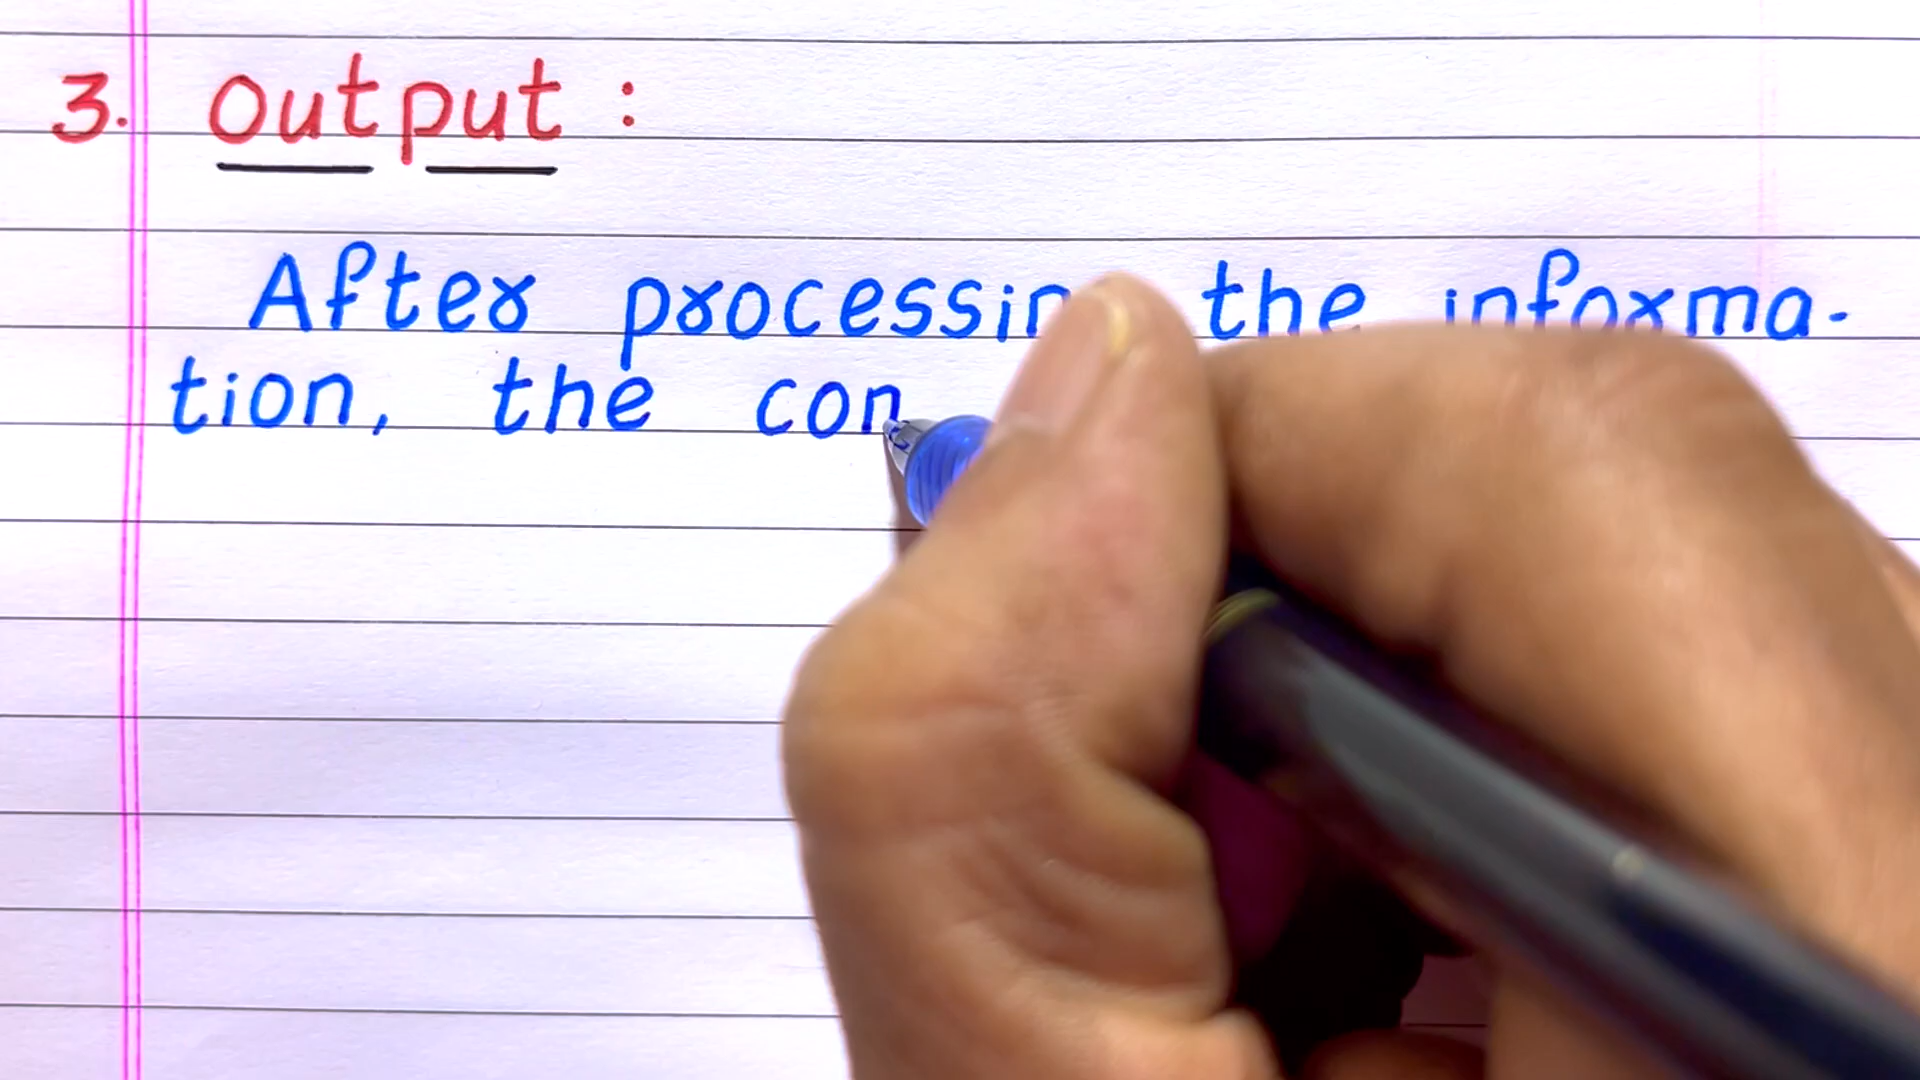 3. Output :
After processin the informa-
tion, the con